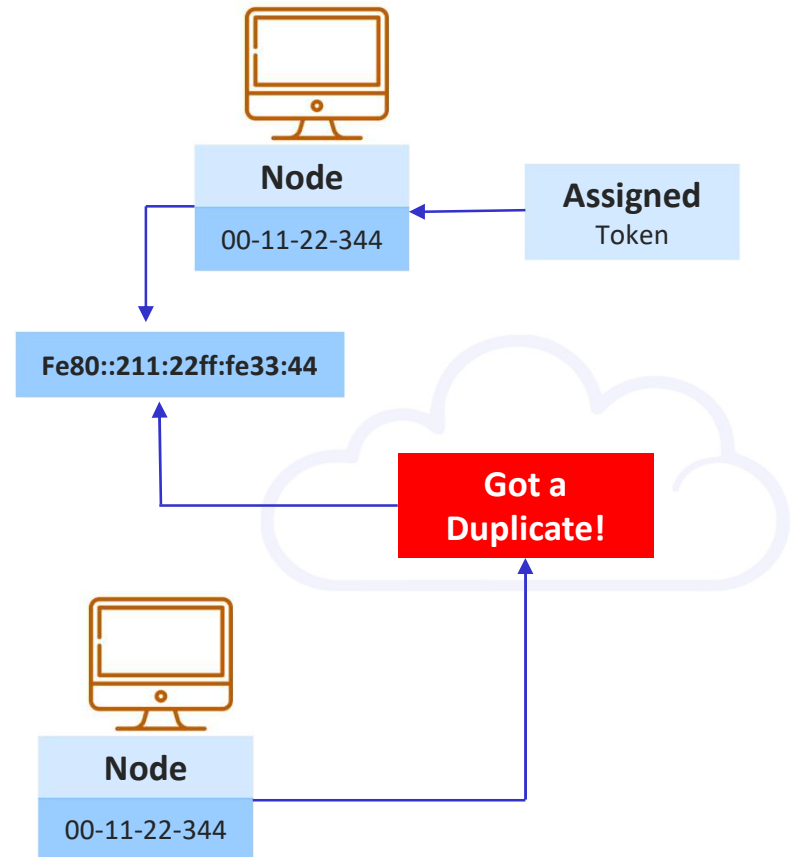 Node
00-11-22-344
Assigned
Token
Fe80::211:22ff:fe33:44
Got a
Duplicate!
Node
00-11-22-344